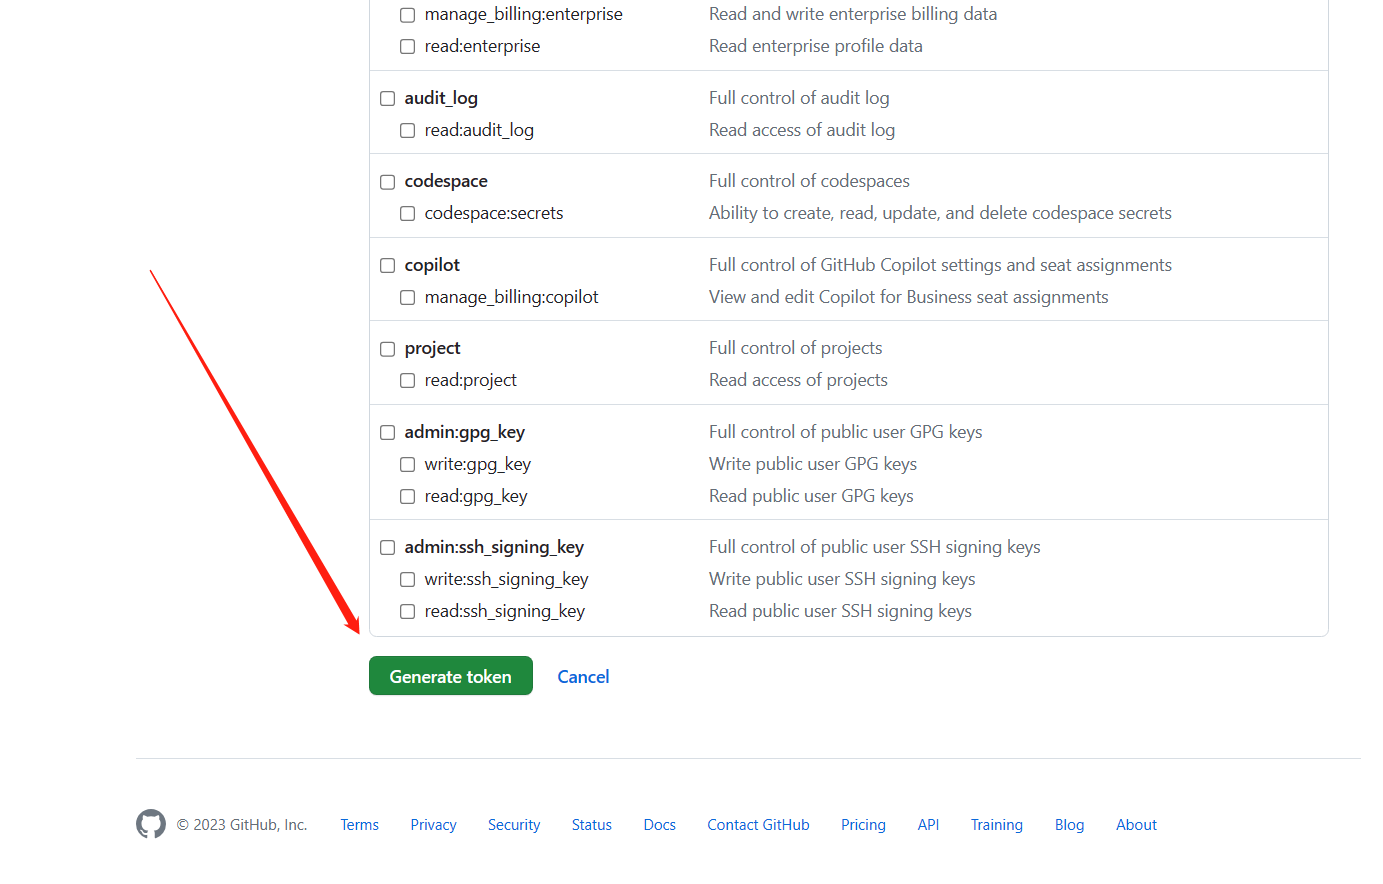 manage_billing:enterprise Read and write enterprise billing data
read:enterprise Read enterprise profile data
audit_log Full control of audit log
read:audit_log Read access of audit log
codespace Full control of codespaces
codespace:secrets Ability to create, read, update, and delete codespace secrets
copilot Full control of GitHub Copilot settings and seat assignments
manage_billing:copilot View and edit Copilot for Business seat assignments
project Full control of projects
read:project Read access of projects
admin:gpg_key Full control of public user GPG keys
write:gpg_key Write public user GPG keys
read:gpg_key Read public user GPG keys
admin:ssh_signing_key Full control of public user SSH signing keys
write:ssh_signing_key Write public user SSH signing keys
read:ssh_signing_key Read public user SSH signing keys
Generate token Cancel
© 2023 GitHub, Inc. Terms Privacy Security Status Docs Contact GitHub Pricing API Training Blog About